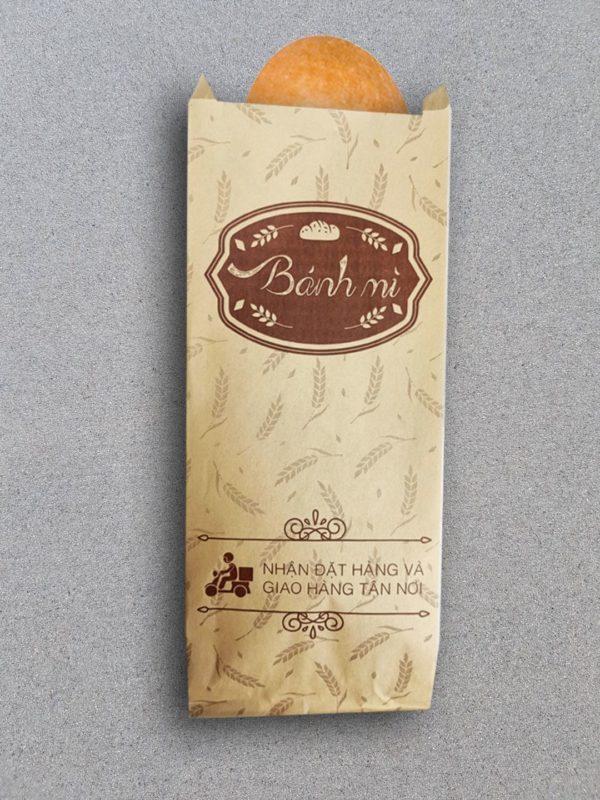 Bánh mì
NHẬN ĐẶT HÀNG VÀ
GIAO HÀNG TẬN NƠI